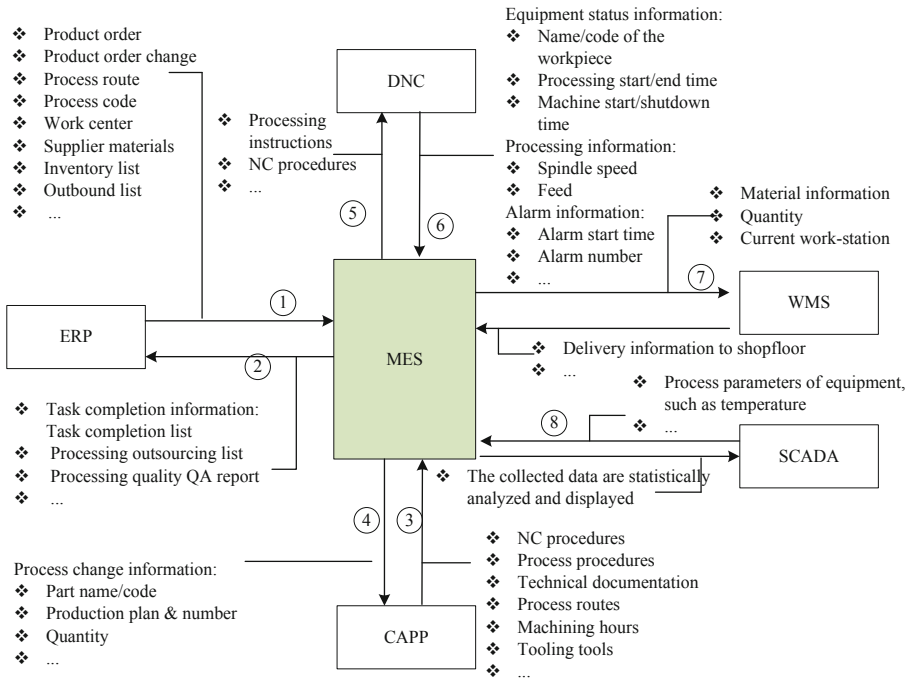 ❖ Product order
❖ Product order change
❖ Process route
❖ Process code
❖ Work center
❖ Supplier materials
❖ Inventory list
❖ Outbound list
❖ ...
DNC
❖ Processing
instructions
❖ NC procedures
❖ ...
Equipment status information:
❖ Name/code of the
workpiece
❖ Processing start/end time
❖ Machine start/shutdown
time
Processing information:
❖ Spindle speed
❖ Feed
Alarm information:
❖ Alarm start time
❖ Alarm number
❖ ...
❖ Material information
❖ Quantity
❖ Current work-station
5
6
7
WMS
1
ERP
2
MES
❖ Delivery information to shopfloor
❖ ...
❖ Process parameters of equipment,
such as temperature
❖ ...
8
SCADA
❖ The collected data are statistically
analyzed and displayed
❖ Task completion information:
Task completion list
❖ Processing outsourcing list
❖ Processing quality QA report
❖ ...
4
3
Process change information:
❖ Part name/code
❖ Production plan & number
❖ Quantity
❖ ...
CAPP
❖ NC procedures
❖ Process procedures
❖ Technical documentation
❖ Process routes
❖ Machining hours
❖ Tooling tools
❖ ...